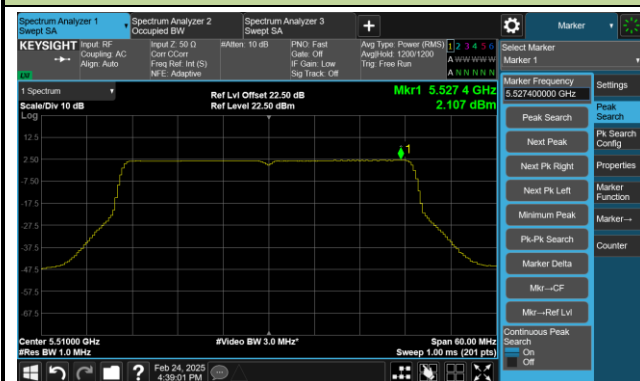 Spectrum Analyzer 1
Swept SA
Spectrum Analyzer 2
Occupied BW
Spectrum Analyzer 3
Swept SA
+
Marker
KEYSIGHT
Input: RF
Coupling: AC
Align: Auto
Input Z: 50 Ω
Corr CCorr
Freq Ref: Int (S)
NFE: Adaptive
#Atten: 10 dB
PNO: Fast
Gate: Off
IF Gain: Low
Sig Track: Off
Avg Type: Power (RMS)
Avg|Hold: 1200/1200
Trig: Free Run
1 2 3 4 5 6
A W W W W W
A N N N N N
Select Marker
Marker 1
1 Spectrum
Scale/Div 10 dB
Log
Ref Lvl Offset 22.50 dB
Ref Level 22.50 dBm
Mkr1 5.527 4 GHz
2.107 dBm
12.5
2.50
-7.50
-17.5
-27.5
-37.5
-47.5
-57.5
-67.5
1
Center 5.51000 GHz
#Res BW 1.0 MHz
#Video BW 3.0 MHz*
Span 60.00 MHz
Sweep 1.00 ms (201 pts)
Marker Frequency
5.527400000 GHz
Peak Search
Next Peak
Next Pk Right
Next Pk Left
Minimum Peak
Pk-Pk Search
Marker Delta
Mkr→CF
Mkr→Ref Lvl
Continuous Peak
Search
On
Off
Settings
Peak
Search
Pk Search
Config
Properties
Marker
Function
Marker→
Counter
?
Feb 24, 2025
4:39:01 PM